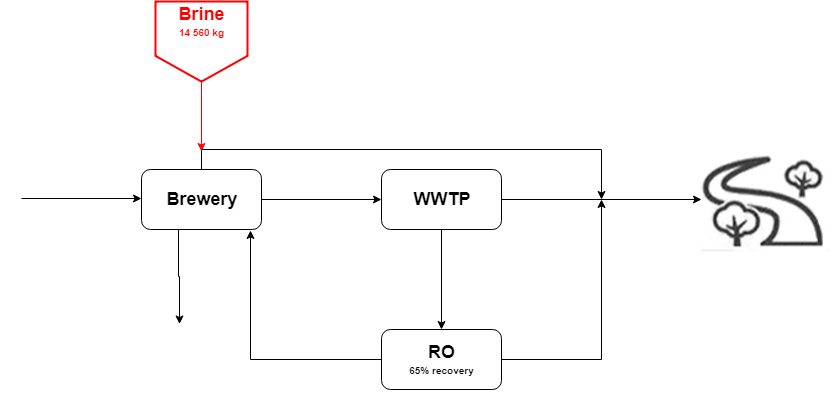 Brine
14 560 kg
Brewery
WWTP
RO
65% recovery